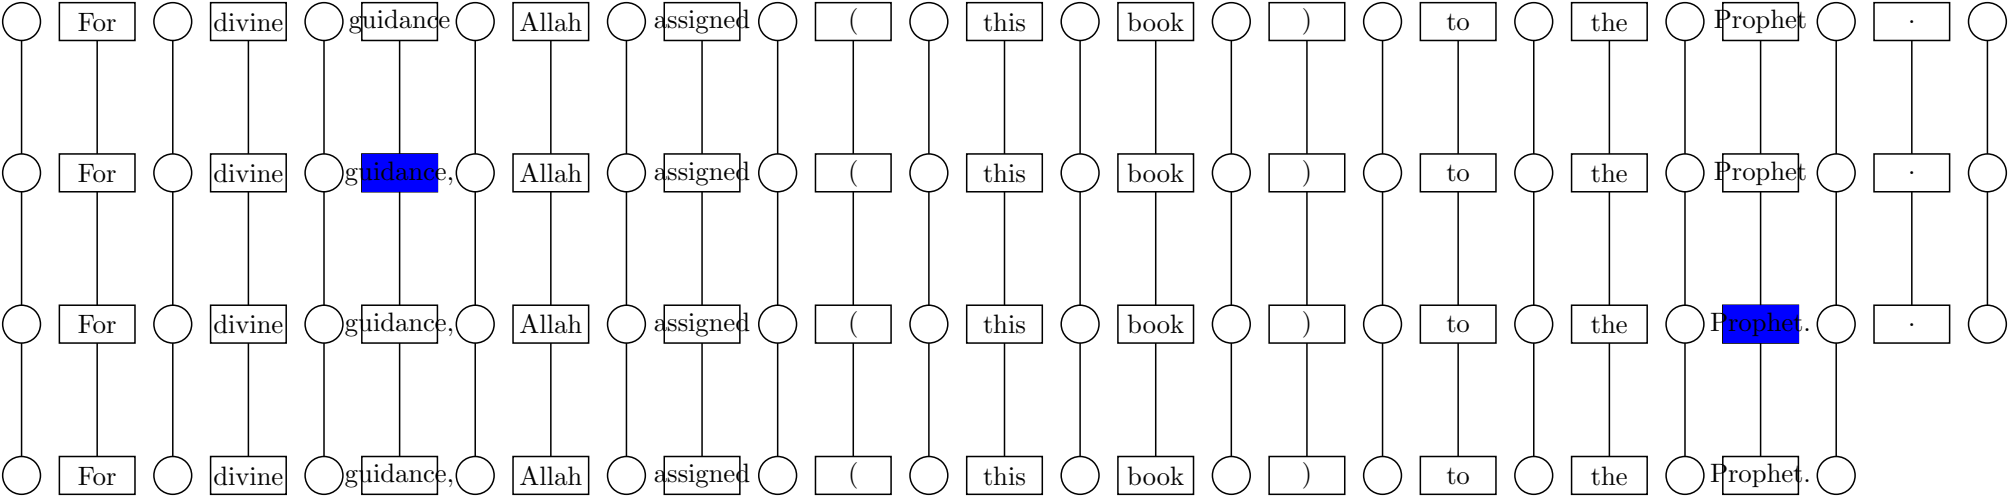 For divine guidance Allah assigned ( this book ) to the Prophet .
For divine guidance, Allah assigned ( this book ) to the Prophet .
For divine guidance, Allah assigned ( this book ) to the Prophet. .
For divine guidance, Allah assigned ( this book ) to the Prophet.